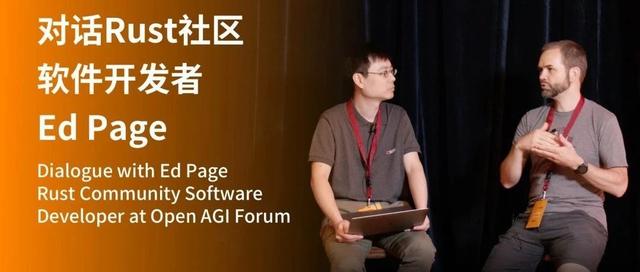 对话Rust社区
软件开发者
Ed Page
Dialogue with Ed Page
Rust Community Software
Developer at Open AGI Forum